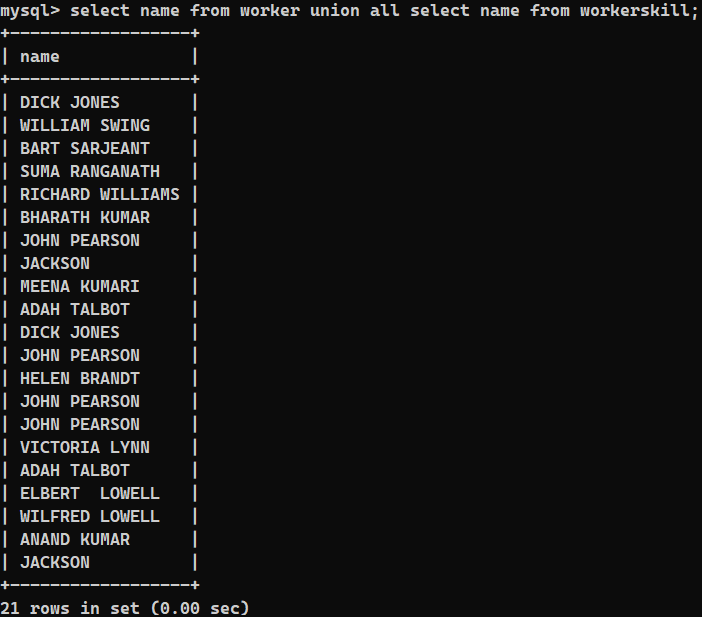 mysql> select name from worker union all select name from workerskill;
+------------------+
| name             |
+------------------+
| DICK JONES       |
| WILLIAM SWING    |
| BART SARJEANT    |
| SUMA RANGANATH   |
| RICHARD WILLIAMS |
| BHARATH KUMAR    |
| JOHN PEARSON     |
| JACKSON          |
| MEENA KUMARI     |
| ADAH TALBOT      |
| DICK JONES       |
| JOHN PEARSON     |
| HELEN BRANDT     |
| JOHN PEARSON     |
| JOHN PEARSON     |
| VICTORIA LYNN    |
| ADAH TALBOT      |
| ELBERT  LOWELL   |
| WILFRED LOWELL   |
| ANAND KUMAR      |
| JACKSON          |
+------------------+
21 rows in set (0.00 sec)